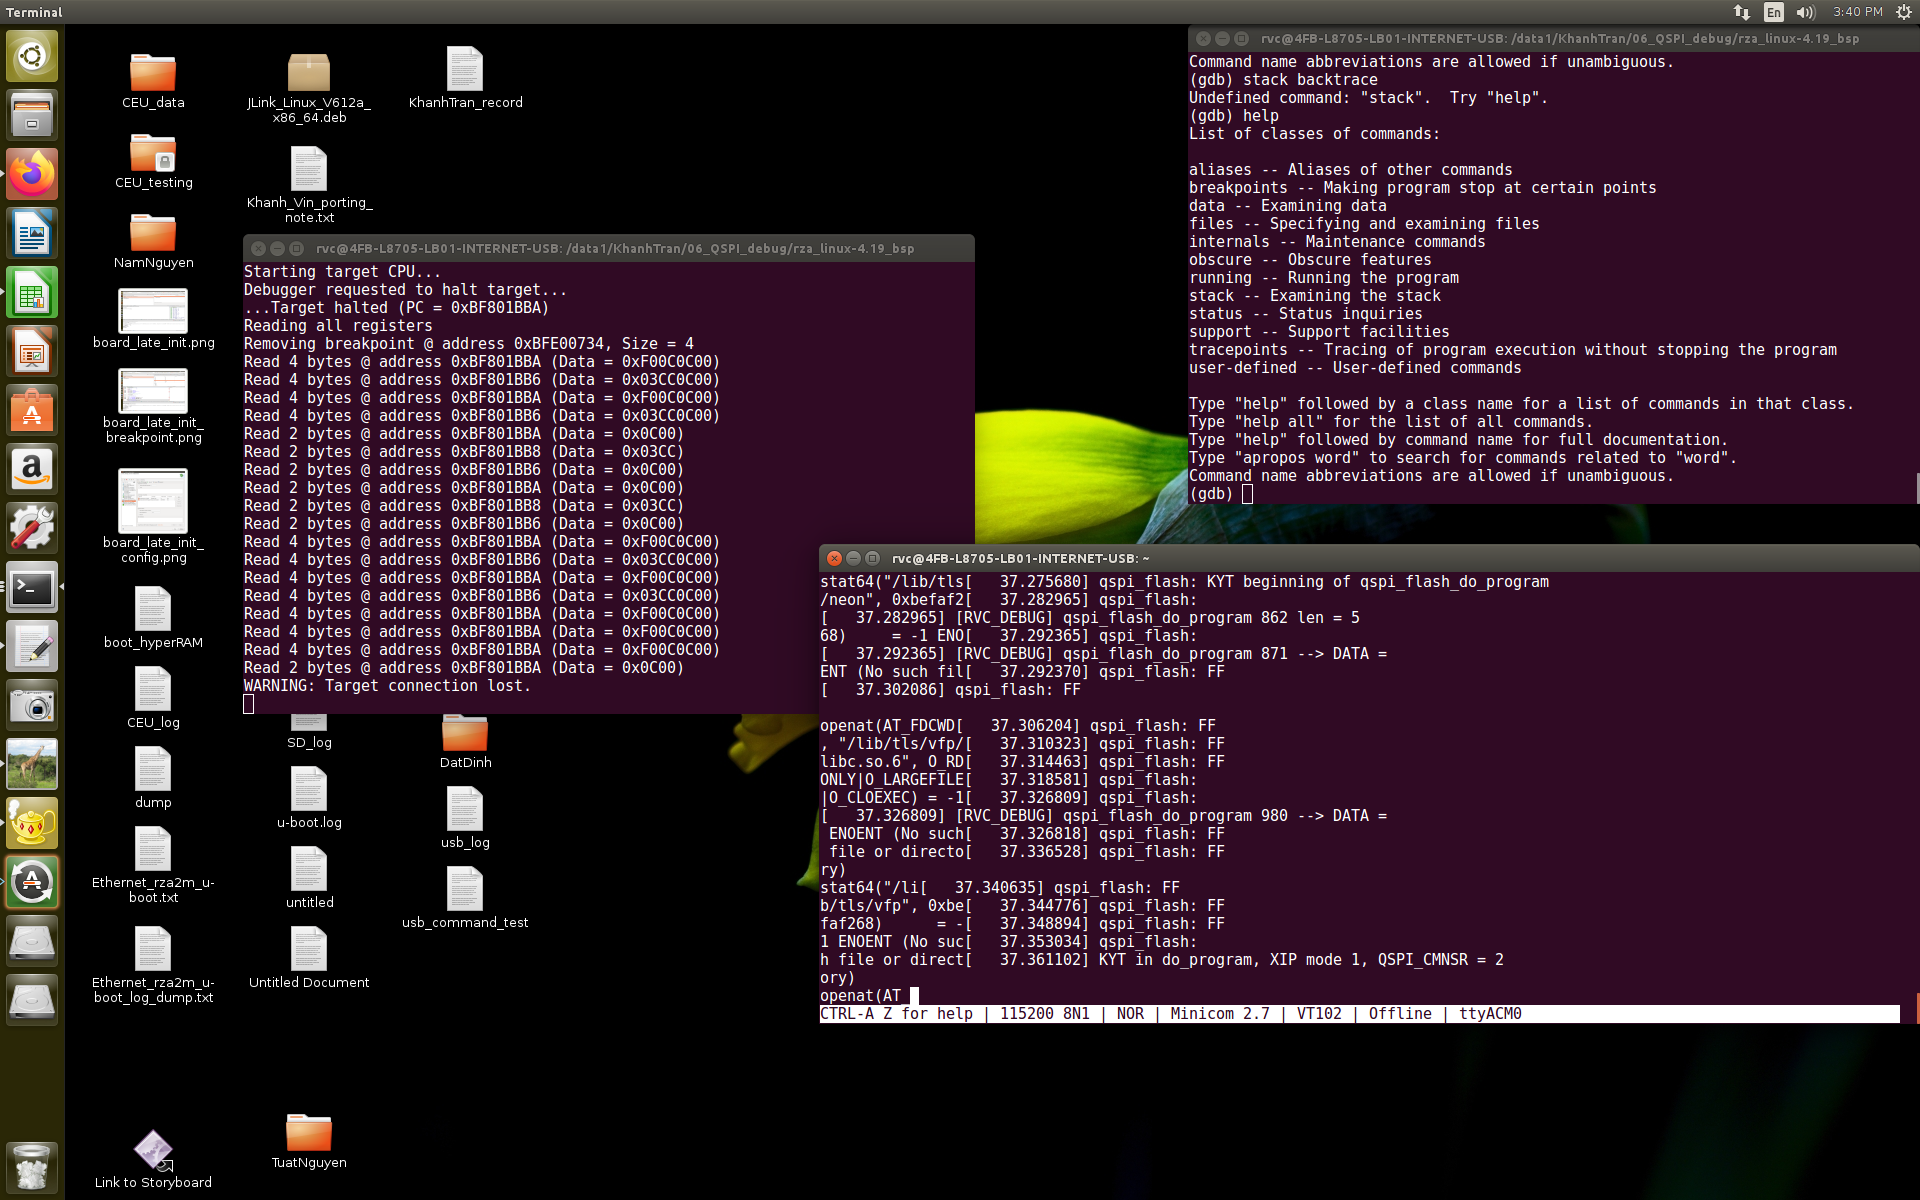 Terminal
En
3:40 PM
CEU_data
JLink_Linux_V612a_
x86_64.deb
KhanhTran_record
CEU_testing
Khanh_Vin_porting_
note.txt
NamNguyen
board_late_init.png
board_late_init_
breakpoint.png
board_late_init_
config.png
boot_hyperRAM
CEU_log
SD_log
DatDinh
dump
u-boot.log
usb_log
Ethernet_rza2m_u-
boot.txt
untitled
usb_command_test
Ethernet_rza2m_u-
boot_log_dump.txt
Untitled Document
Link to Storyboard
TuatNguyen
rvc@4FB-L8705-LB01-INTERNET-USB: /data1/KhanhTran/06_QSPI_debug/rza_linux-4.19_bsp
Starting target CPU...
Debugger requested to halt target...
...Target halted (PC = 0xBF801BBA)
Reading all registers
Removing breakpoint @ address 0xBFE00734, Size = 4
Read 4 bytes @ address 0xBF801BBA (Data = 0xF00C0C00)
Read 4 bytes @ address 0xBF801BB6 (Data = 0x03CC0C00)
Read 4 bytes @ address 0xBF801BBA (Data = 0xF00C0C00)
Read 4 bytes @ address 0xBF801BB6 (Data = 0x03CC0C00)
Read 2 bytes @ address 0xBF801BBA (Data = 0x0C00)
Read 2 bytes @ address 0xBF801BB8 (Data = 0x03CC)
Read 2 bytes @ address 0xBF801BB6 (Data = 0x0C00)
Read 2 bytes @ address 0xBF801BBA (Data = 0x0C00)
Read 2 bytes @ address 0xBF801BB8 (Data = 0x03CC)
Read 2 bytes @ address 0xBF801BB6 (Data = 0x0C00)
Read 4 bytes @ address 0xBF801BBA (Data = 0xF00C0C00)
Read 4 bytes @ address 0xBF801BB6 (Data = 0x03CC0C00)
Read 4 bytes @ address 0xBF801BBA (Data = 0xF00C0C00)
Read 4 bytes @ address 0xBF801BB6 (Data = 0x03CC0C00)
Read 4 bytes @ address 0xBF801BBA (Data = 0xF00C0C00)
Read 4 bytes @ address 0xBF801BBA (Data = 0xF00C0C00)
Read 4 bytes @ address 0xBF801BBA (Data = 0xF00C0C00)
Read 2 bytes @ address 0xBF801BBA (Data = 0x0C00)
WARNING: Target connection lost.
rvc@4FB-L8705-LB01-INTERNET-USB: /data1/KhanhTran/06_QSPI_debug/rza_linux-4.19_bsp
Command name abbreviations are allowed if unambiguous.
(gdb) stack backtrace
Undefined command: "stack".  Try "help".
(gdb) help
List of classes of commands:
aliases -- Aliases of other commands
breakpoints -- Making program stop at certain points
data -- Examining data
files -- Specifying and examining files
internals -- Maintenance commands
obscure -- Obscure features
running -- Running the program
stack -- Examining the stack
status -- Status inquiries
support -- Support facilities
tracepoints -- Tracing of program execution without stopping the program
user-defined -- User-defined commands
Type "help" followed by a class name for a list of commands in that class.
Type "help all" for the list of all commands.
Type "help" followed by command name for full documentation.
Type "apropos word" to search for commands related to "word".
Command name abbreviations are allowed if unambiguous.
(gdb)
rvc@4FB-L8705-LB01-INTERNET-USB: ~
stat64("/lib/tls[   37.275680] qspi_flash: KYT beginning of qspi_flash_do_program
/neon", 0xbefaf2[   37.282965] qspi_flash:
[   37.282965] [RVC_DEBUG] qspi_flash_do_program 862 len = 5
68)     = -1 ENO[   37.292365] qspi_flash:
[   37.292365] [RVC_DEBUG] qspi_flash_do_program 871 --> DATA =
ENT (No such fil[   37.292370] qspi_flash: FF
[   37.302086] qspi_flash: FF
openat(AT_FDCWD[   37.306204] qspi_flash: FF
, "/lib/tls/vfp/[   37.310323] qspi_flash: FF
libc.so.6", O_RD[   37.314463] qspi_flash: FF
ONLY|O_LARGEFILE[   37.318581] qspi_flash:
|O_CLOEXEC) = -1[   37.326809] qspi_flash:
[   37.326809] [RVC_DEBUG] qspi_flash_do_program 980 --> DATA =
ENOENT (No such[   37.326818] qspi_flash: FF
file or directo[   37.336528] qspi_flash: FF
ry)
stat64("/li[   37.340635] qspi_flash: FF
b/tls/vfp", 0xbe[   37.344776] qspi_flash: FF
faf268)      = -[   37.348894] qspi_flash: FF
1 ENOENT (No suc[   37.353034] qspi_flash:
h file or direct[   37.361102] KYT in do_program, XIP mode 1, QSPI_CMNSR = 2
ory)
openat(AT_
CTRL-A Z for help | 115200 8N1 | NOR | Minicom 2.7 | VT102 | Offline | ttyACM0